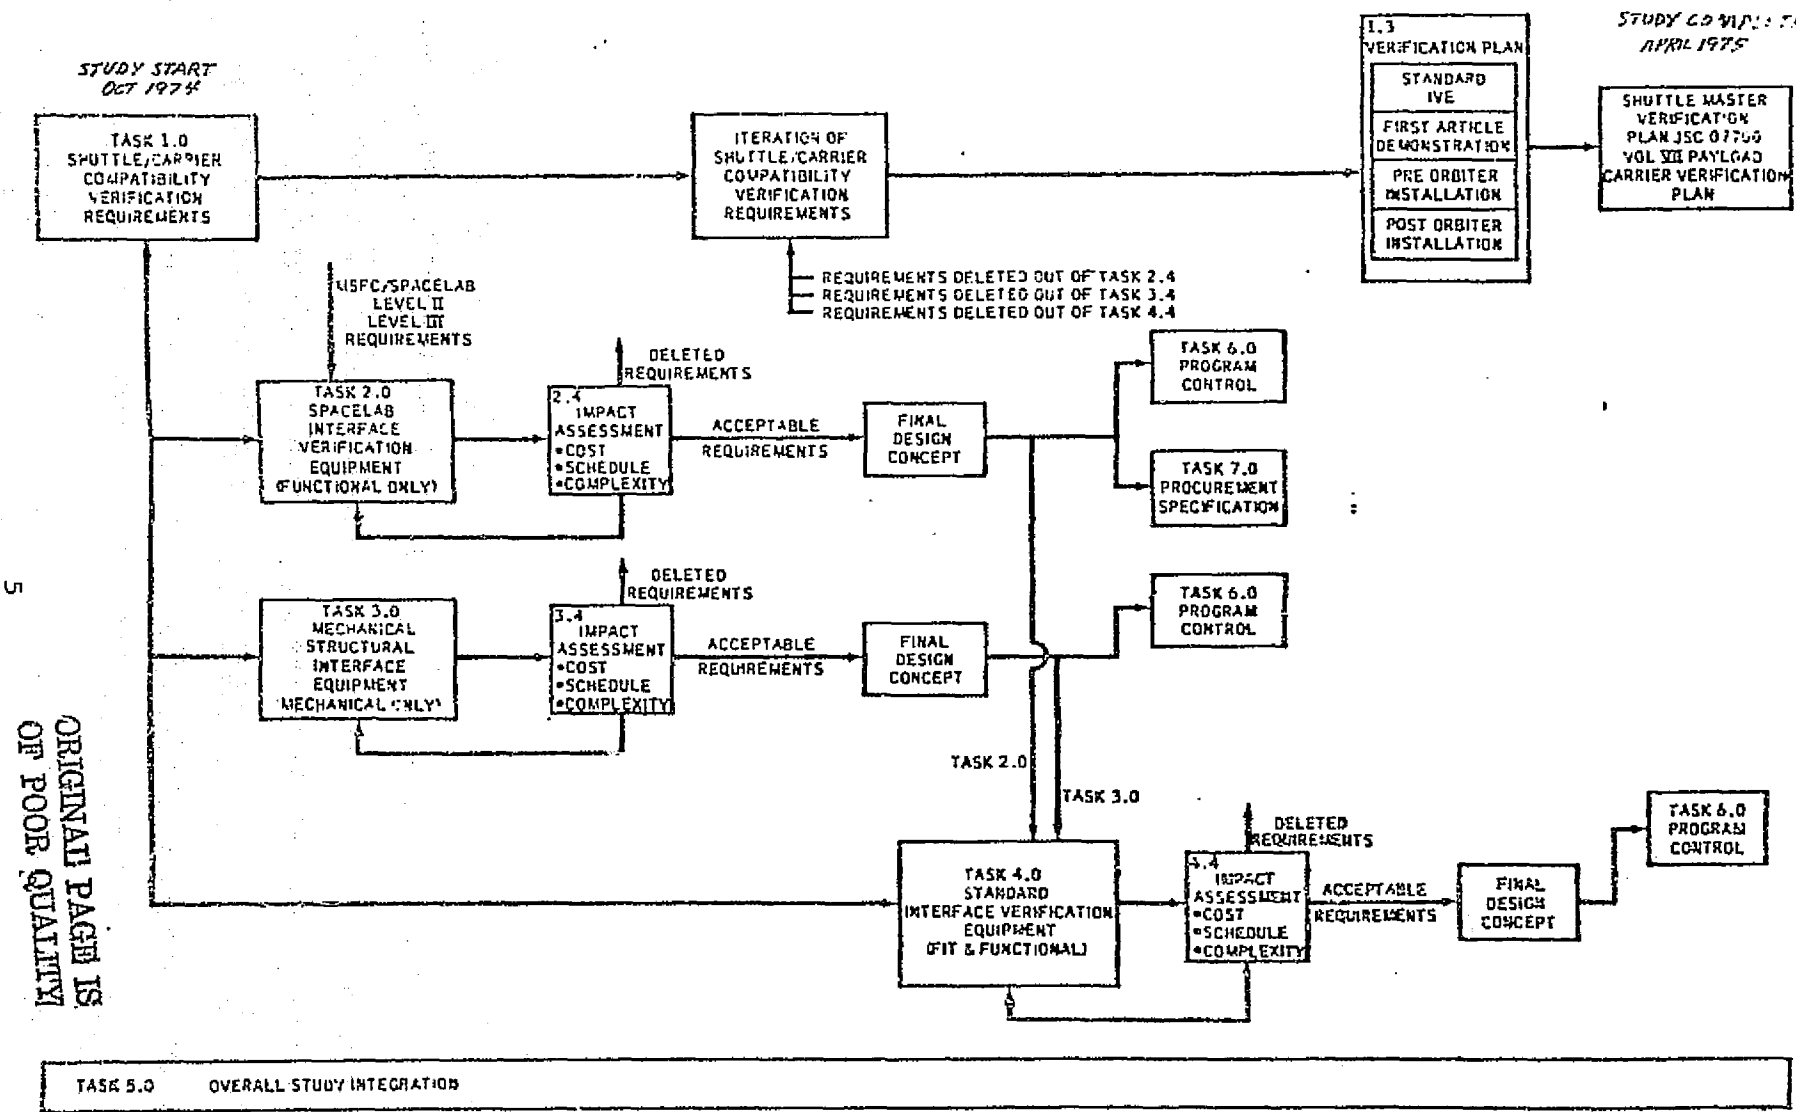 STUDY START
OCT 1974
TASK 1.0
SHUTTLE/CARRIER
COMPATIBILITY
VERIFICATION
REQUIREMENTS
ITERATION OF
SHUTTLE/CARRIER
COMPATIBILITY
VERIFICATION
REQUIREMENTS
REQUIREMENTS DELETED OUT OF TASK 2.4
REQUIREMENTS DELETED OUT OF TASK 3.4
REQUIREMENTS DELETED OUT OF TASK 4.4
1.3
VERIFICATION PLAN
STANDARD
IVE
FIRST ARTICLE
DEMONSTRATION
PRE ORBITER
INSTALLATION
POST ORBITER
INSTALLATION
STUDY
APRIL 1975
SHUTTLE MASTER
VERIFICATION
PLAN JSC 07700
VOL VII PAYLOAD
CARRIER VERIFICATION
PLAN
MSFC/SPACELAB
LEVEL II
LEVEL III
REQUIREMENTS
TASK 2.0
SPACELAB
INTERFACE
VERIFICATION
EQUIPMENT
(FUNCTIONAL ONLY)
DELETED
REQUIREMENTS
2.4
IMPACT
ASSESSMENT
•COST
•SCHEDULE
•COMPLEXITY
ACCEPTABLE
REQUIREMENTS
FINAL
DESIGN
CONCEPT
TASK 6.0
PROGRAM
CONTROL
TASK 7.0
PROCUREMENT
SPECIFICATION
TASK 3.0
MECHANICAL
STRUCTURAL
INTERFACE
EQUIPMENT
(MECHANICAL ONLY)
DELETED
REQUIREMENTS
3.4
IMPACT
ASSESSMENT
•COST
•SCHEDULE
•COMPLEXITY
ACCEPTABLE
REQUIREMENTS
FINAL
DESIGN
CONCEPT
TASK 6.0
PROGRAM
CONTROL
TASK 2.0
TASK 3.0
TASK 4.0
STANDARD
INTERFACE VERIFICATION
EQUIPMENT
(FIT & FUNCTIONAL)
DELETED
REQUIREMENTS
4.4
IMPACT
ASSESSMENT
•COST
•SCHEDULE
•COMPLEXITY
ACCEPTABLE
REQUIREMENTS
FINAL
DESIGN
CONCEPT
TASK 6.0
PROGRAM
CONTROL
TASK 5.0 OVERALL STUDY INTEGRATION
5
ORIGINAL PAGE IS
OF POOR QUALITY